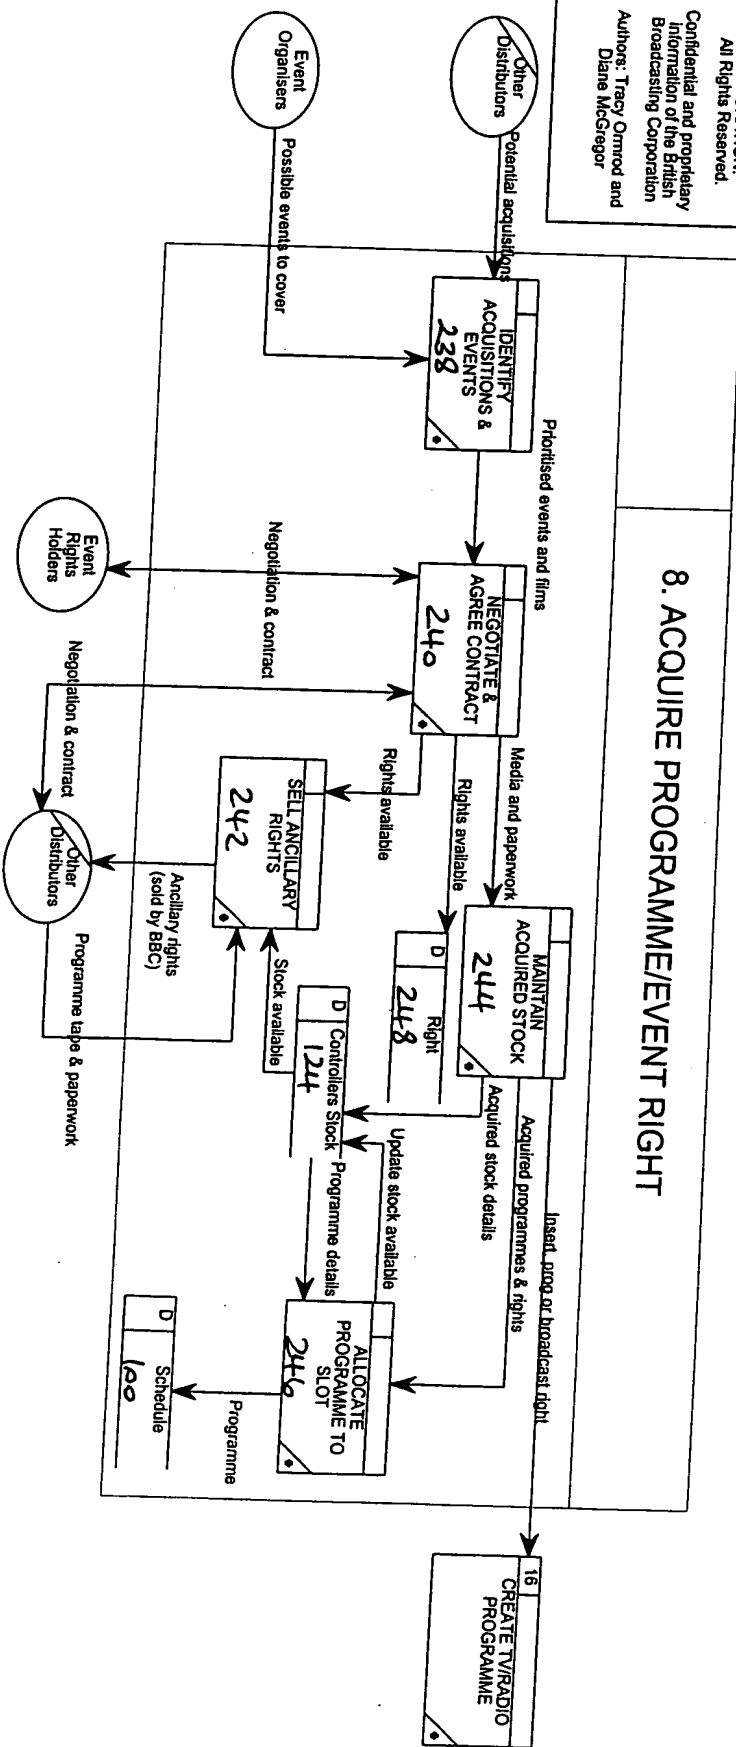 All Rights Reserved.
Confidential and proprietary
information of the British
Broadcasting Corporation
Authors: Tracy Ormrod and
Diane McGregor
8. ACQUIRE PROGRAMME/EVENT RIGHT
Other
Distributors
Potential acquisitions
Event
Organisers
Possible events to cover
IDENTIFY
ACQUISITIONS &
EVENTS
238
Prioritised events and films
NEGOTIATE &
AGREE CONTRACT
240
Negotiation & contract
Event
Rights
Holders
Negotiation & contract
Rights available
Rights available
Media and paperwork
SELL ANCILLARY
RIGHTS
242
Ancillary rights
(sold by BBC)
Other
Distributors
Programme tape & paperwork
Stock available
MAINTAIN
ACQUIRED STOCK
244
D
Right
248
D
Controllers Stock
124
Acquired stock details
Acquired programmes & rights
Insert, prog or broadcast right
Update stock available
Programme details
ALLOCATE
PROGRAMME TO
SLOT
246
Programme
D
Schedule
100
16
CREATE TV/RADIO
PROGRAMME